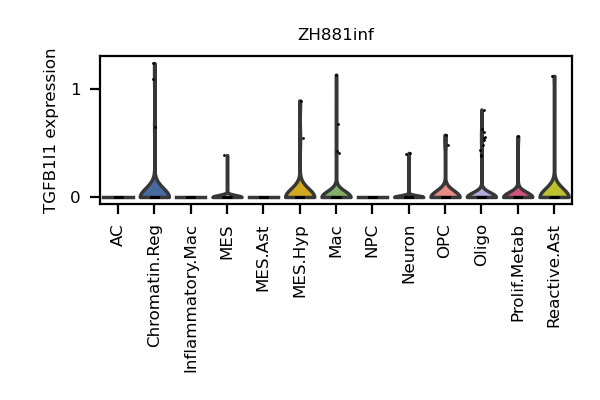 ZH881inf
TGFB1I1 expression
1
0
AC
Chromatin.Reg
Inflammatory.Mac
MES
MES.Ast
MES.Hyp
Mac
NPC
Neuron
OPC
Oligo
Prolif.Metab
Reactive.Ast